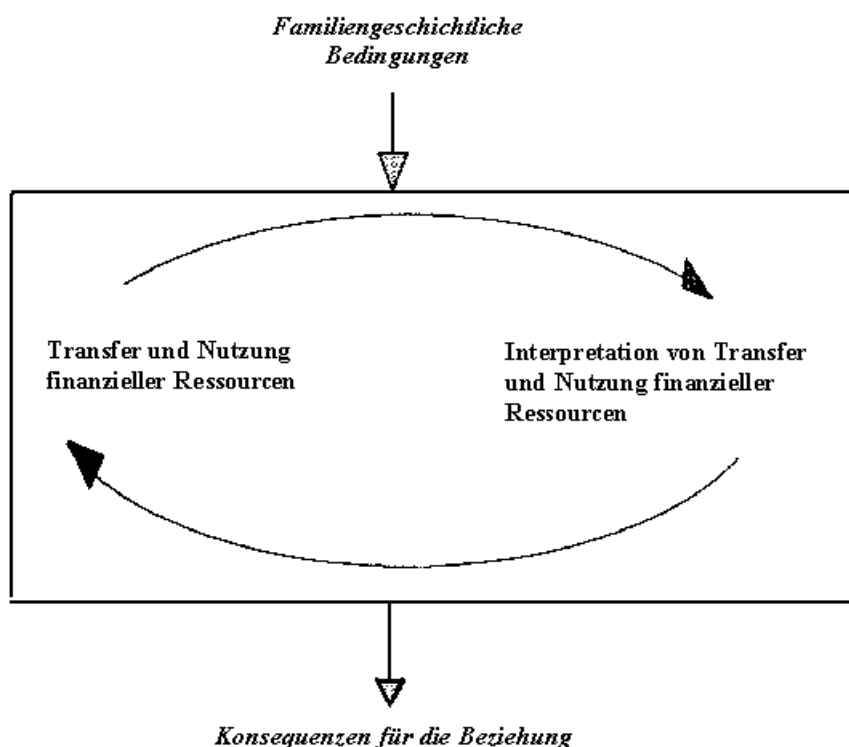 Familiengeschichtliche
Bedingungen
Transfer und Nutzung
finanzieller Ressourcen
Interpretation von Transfer
und Nutzung finanzieller
Ressourcen
Konsequenzen für die Beziehung